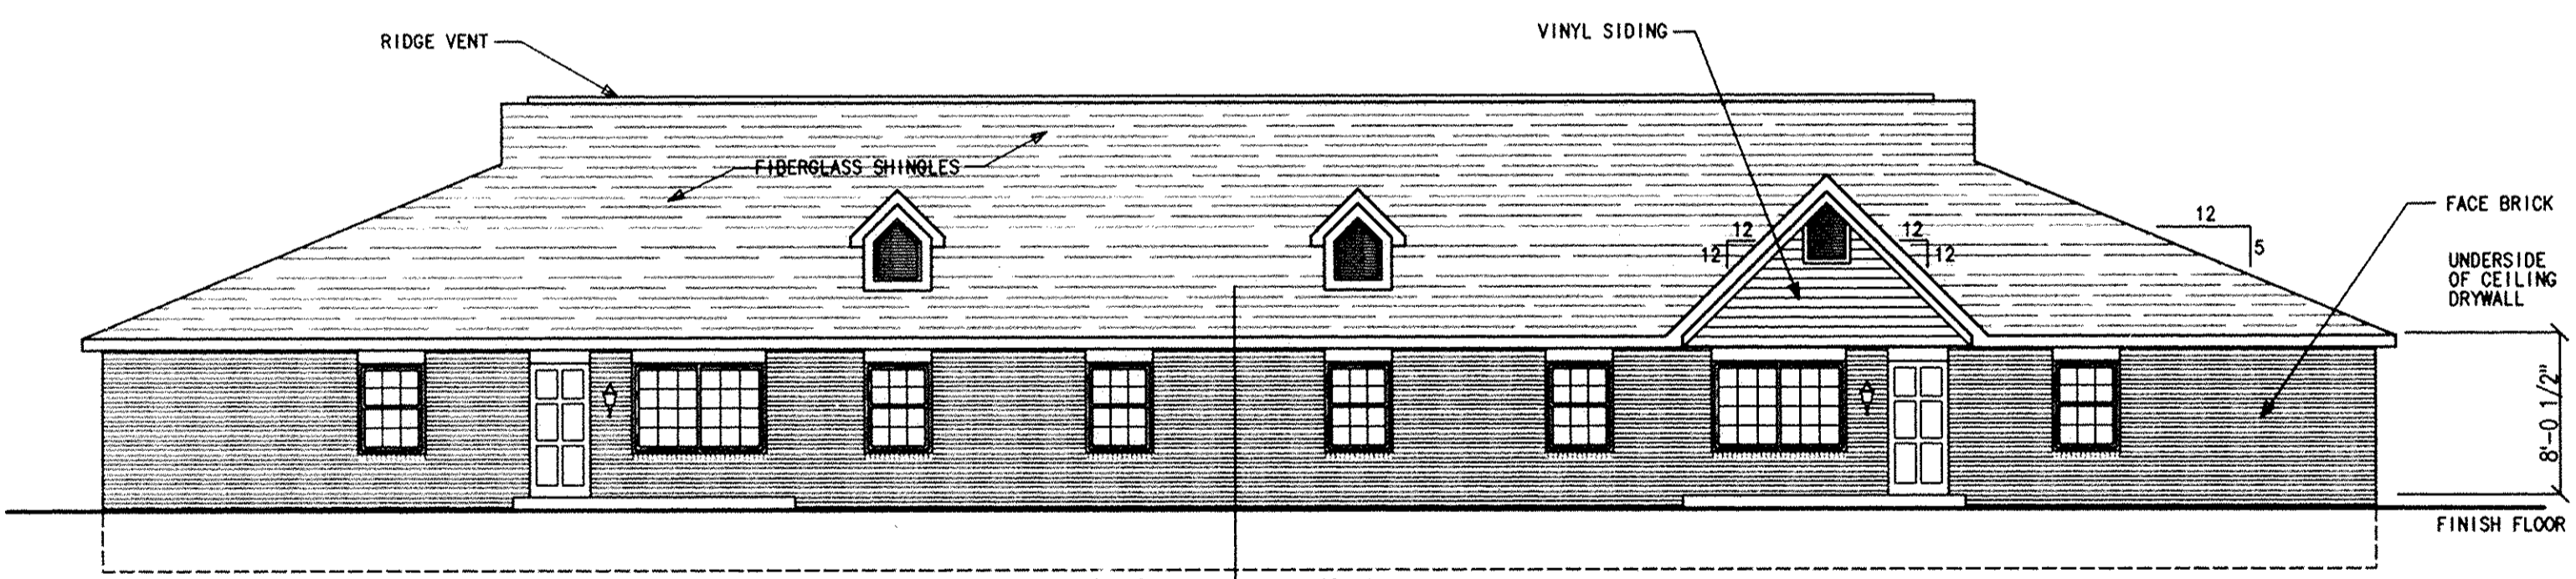 RIDGE VENT
VINYL SIDING
FIBERGLASS SHINGLES
FACE BRICK
12
5
12
12
12
12
UNDERSIDE
OF CEILING
DRYWALL
8'-0 1/2"
FINISH FLOOR